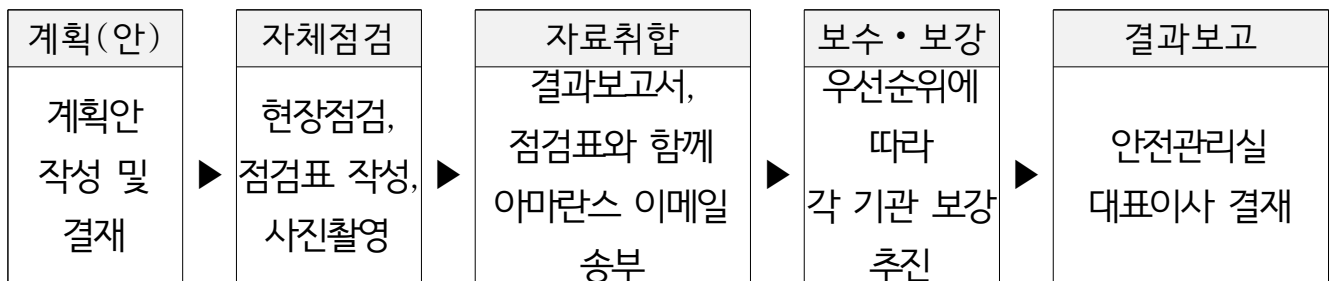 계획(안)
계획안
작성 및
결재
▶
자체점검
현장점검,
점검표 작성,
사진촬영
▶
자료취합
결과보고서,
점검표와 함께
아마란스 이메일
송부
▶
보수・보강
우선순위에
따라
각 기관 보강
추진
▶
결과보고
안전관리실
대표이사 결재